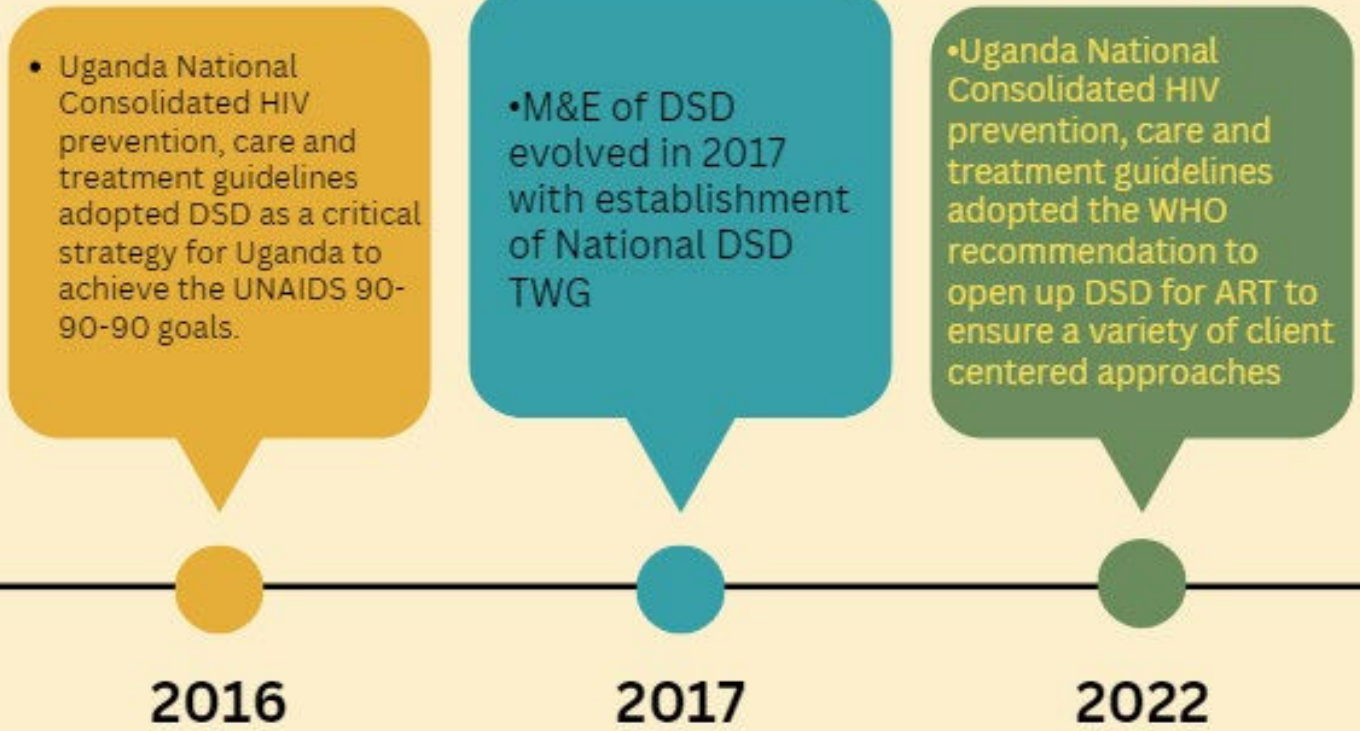 • Uganda National
Consolidated HIV
prevention, care and
treatment guidelines
adopted DSD as a critical
strategy for Uganda to
achieve the UNAIDS 90-
90-90 goals.
•M&E of DSD
evolved in 2017
with establishment
of National DSD
TWG
•Uganda National
Consolidated HIV
prevention, care and
treatment guidelines
adopted the WHO
recommendation to
open up DSD for ART to
ensure a variety of client
centered approaches
2016
2017
2022